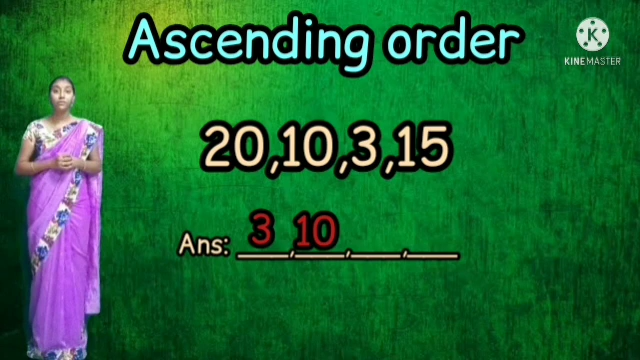 Ascending order
KINEMASTER
20,10,3,15
Ans: 3,10,___,___